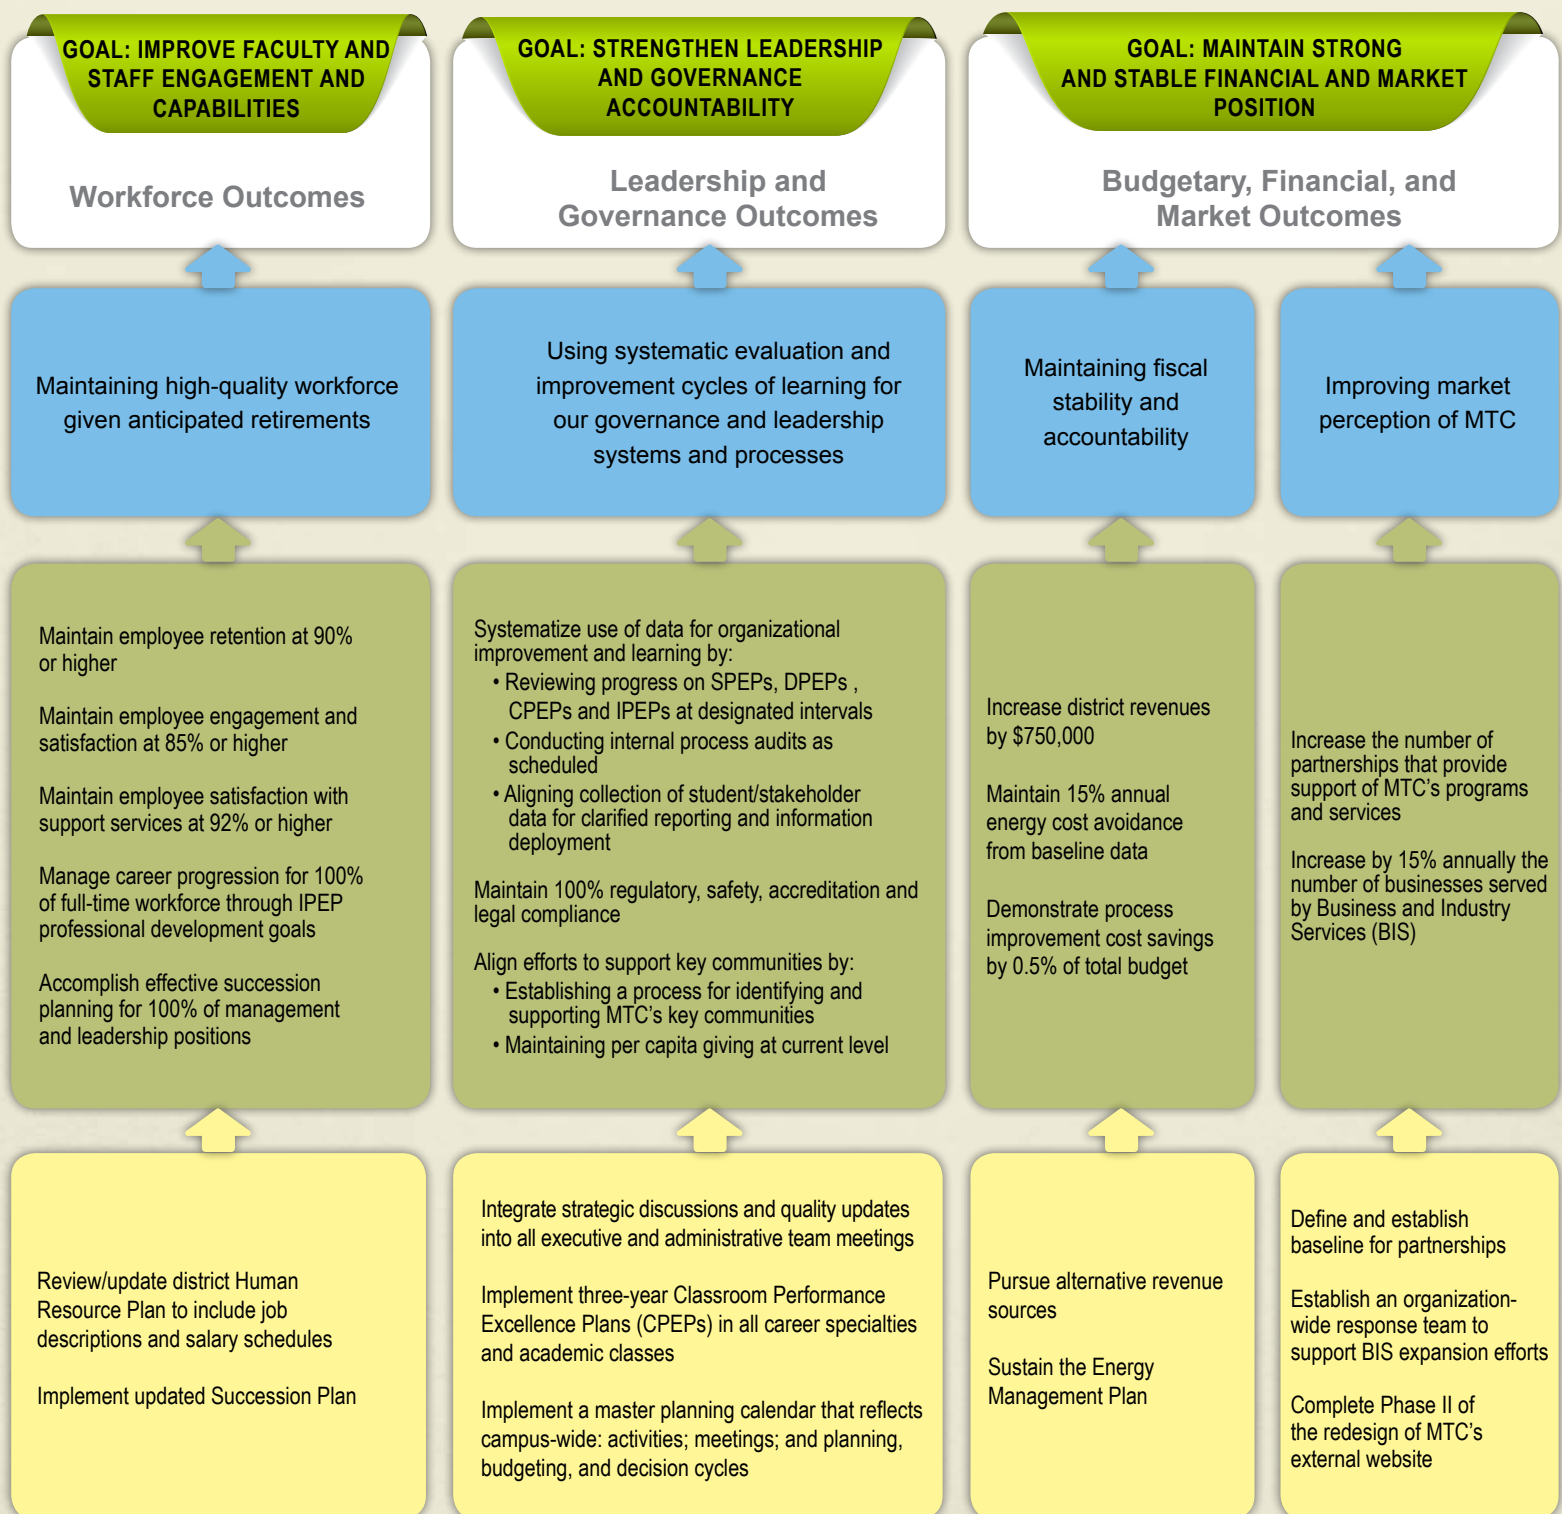 GOAL: IMPROVE FACULTY AND
STAFF ENGAGEMENT AND
CAPABILITIES
Workforce Outcomes
Maintaining high-quality workforce
given anticipated retirements
Maintain employee retention at 90%
or higher
Maintain employee engagement and
satisfaction at 85% or higher
Maintain employee satisfaction with
support services at 92% or higher
Manage career progression for 100%
of full-time workforce through IPEP
professional development goals
Accomplish effective succession
planning for 100% of management
and leadership positions
Review/update district Human
Resource Plan to include job
descriptions and salary schedules
Implement updated Succession Plan
GOAL: STRENGTHEN LEADERSHIP
AND GOVERNANCE
ACCOUNTABILITY
Leadership and
Governance Outcomes
Using systematic evaluation and
improvement cycles of learning for
our governance and leadership
systems and processes
Systematize use of data for organizational
improvement and learning by:
• Reviewing progress on SPEPs, DPEPs ,
CPEPs and IPEPs at designated intervals
• Conducting internal process audits as
scheduled
• Aligning collection of student/stakeholder
data for clarified reporting and information
deployment
Maintain 100% regulatory, safety, accreditation and
legal compliance
Align efforts to support key communities by:
• Establishing a process for identifying and
supporting MTC's key communities
• Maintaining per capita giving at current level
Integrate strategic discussions and quality updates
into all executive and administrative team meetings
Implement three-year Classroom Performance
Excellence Plans (CPEPs) in all career specialties
and academic classes
Implement a master planning calendar that reflects
campus-wide: activities; meetings; and planning,
budgeting, and decision cycles
GOAL: MAINTAIN STRONG
AND STABLE FINANCIAL AND MARKET
POSITION
Budgetary, Financial, and
Market Outcomes
Maintaining fiscal
stability and
accountability
Increase district revenues
by $750,000
Maintain 15% annual
energy cost avoidance
from baseline data
Demonstrate process
improvement cost savings
by 0.5% of total budget
Pursue alternative revenue
sources
Sustain the Energy
Management Plan
Improving market
perception of MTC
Increase the number of
partnerships that provide
support of MTC's programs
and services
Increase by 15% annually the
number of businesses served
by Business and Industry
Services (BIS)
Define and establish
baseline for partnerships
Establish an organization-
wide response team to
support BIS expansion efforts
Complete Phase II of
the redesign of MTC's
external website